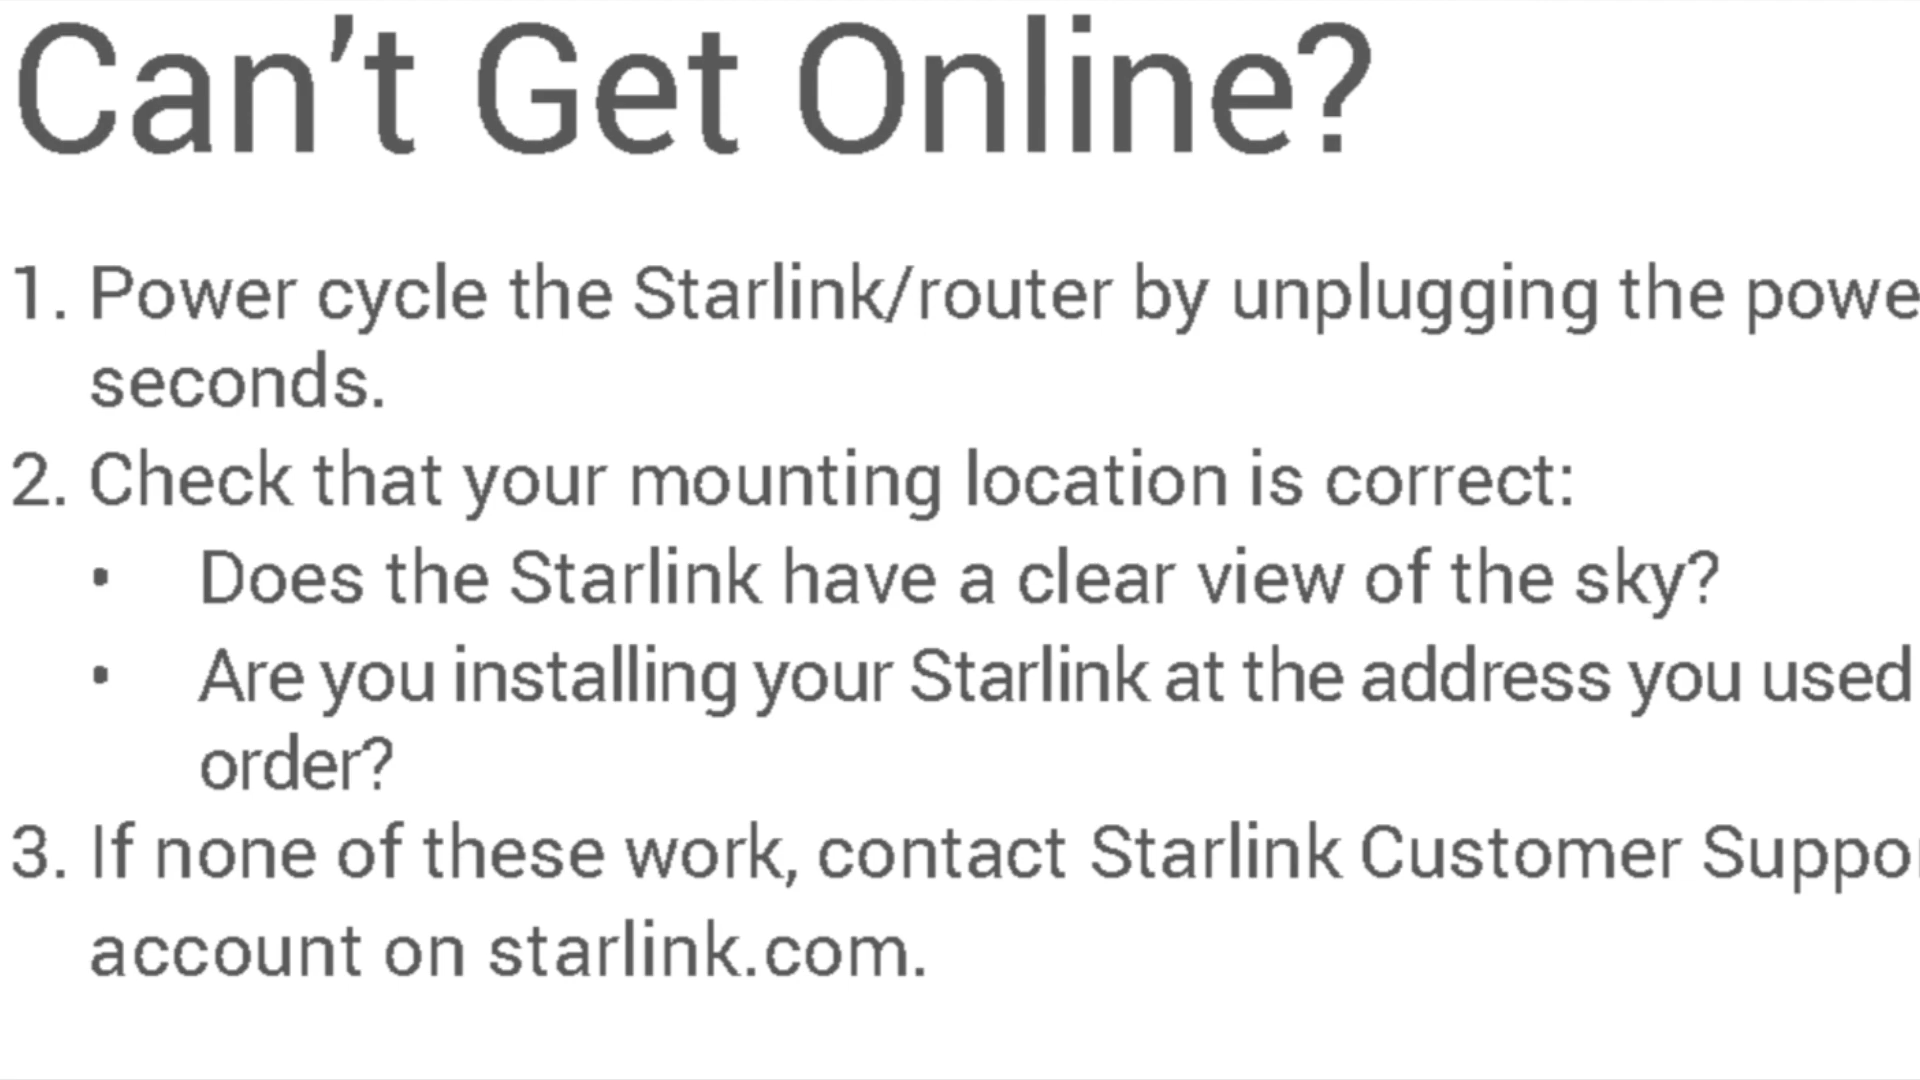 Can’t Get Online?
1. Power cycle the Starlink/router by unplugging the
seconds.
2. Check that your mounting location is correct:
• Does the Starlink have a clear view of the sky?
• Are you installing your Starlink at the address you used
order?
3. If none of these work, contact Starlink Customer
account on starlink.com.